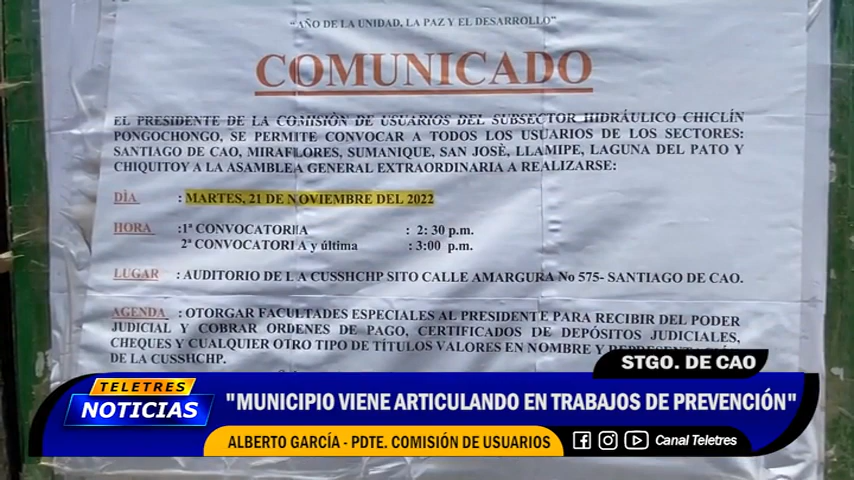 "AÑO DE LA UNIDAD, LA PAZ Y EL DESARROLLO"
COMUNICADO
EL PRESIDENTE DE LA COMISIÓN DE USUARIOS DEL SUBSECTOR HIDRÁULICO CHICLÍN
PONGOCHONGO, SE PERMITE CONVOCAR A TODOS LOS USUARIOS DE LOS SECTORES:
SANTIAGO DE CAO, MIRAFLORES, SUMANIQUE, SAN JOSÈ, LLAMIPE, LAGUNA DEL PATO Y
CHIQUITOY A LA ASAMBLEA GENERAL EXTRAORDINARIA A REALIZARSE:
DÌA : MARTES, 21 DE NOVIEMBRE DEL 2022
HORA : 1ª CONVOCATORIA : 2: 30 p.m.
2ª CONVOCATORIA y última : 3:00 p.m.
LUGAR : AUDITORIO DE LA CUSSHCHP SITO CALLE AMARGURA No 575- SANTIAGO DE CAO.
AGENDA : OTORGAR FACULTADES ESPECIALES AL PRESIDENTE PARA RECIBIR DEL PODER
JUDICIAL Y COBRAR ORDENES DE PAGO, CERTIFICADOS DE DEPÓSITOS JUDICIALES,
CHEQUES Y CUALQUIER OTRO TIPO DE TÍTULOS VALORES EN NOMBRE Y
DE LA CUSSHCHP.
STGO. DE CAO
TELETRES
NOTICIAS
"MUNICIPIO VIENE ARTICULANDO EN TRABAJOS DE PREVENCIÓN"
ALBERTO GARCÍA - PDTE. COMISIÓN DE USUARIOS
Canal Teletres